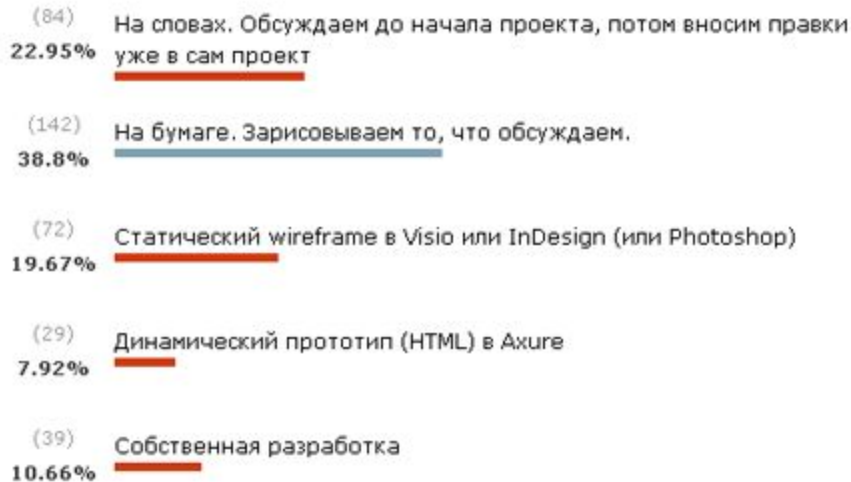 (84)
На словах. Обсуждаем до начала проекта, потом вносим правки
22.95%
уже в сам проект
(142)
На бумаге. Зарисовываем то, что обсуждаем.
38.8%
(72)
Статический wireframe в Visio или InDesign (или Photoshop)
19.67%
(29)
Динамический прототип (HTML) в Axure
7.92%
(39)
Собственная разработка
10.66%